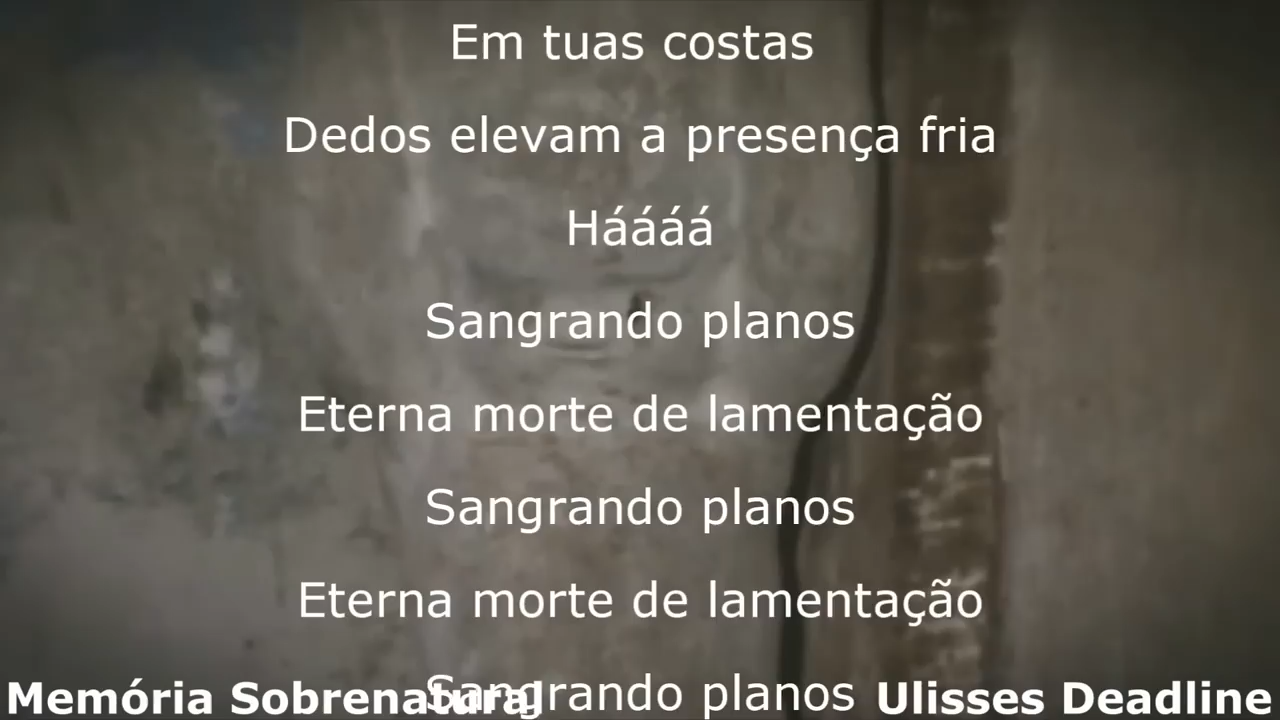 Em tuas costas
Dedos elevam a presença fria
Háááá
Sangrando planos
Eterna morte de lamentação
Sangrando planos
Eterna morte de lamentação
Sangrando planos
Memória Sobrenatural
Ulisses Deadline